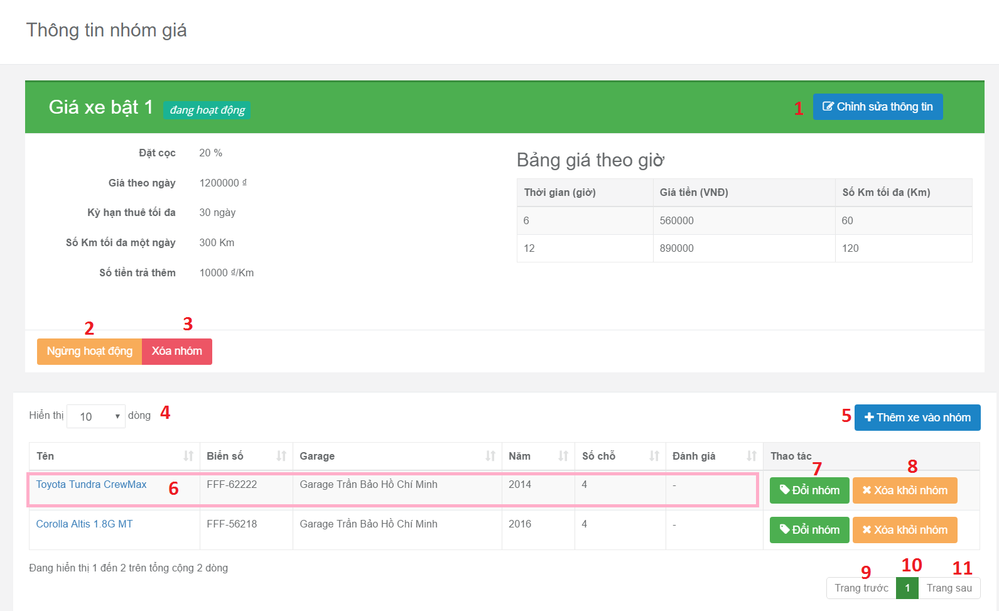 Thông tin nhóm giá
Giá xe bật 1 đang hoạt động 1 Chỉnh sửa thông tin
Đặt cọc 20 %
Giá theo ngày 1200000 ₫
Kỳ hạn thuê tối đa 30 ngày
Số Km tối đa một ngày 300 Km
Số tiền trả thêm 10000 ₫/Km
Bảng giá theo giờ
Thời gian (giờ) Giá tiền (VNĐ) Số Km tối đa (Km)
6 560000 60
12 890000 120
2 3
Ngừng hoạt động Xóa nhóm
Hiển thị 10 dòng 4 5 Thêm xe vào nhóm
Tên Biển số Garage Năm Số chỗ Đánh giá Thao tác
7 8
Toyota Tundra CrewMax 6 FFF-62222 Garage Trần Bảo Hồ Chí Minh 2014 4 - Đổi nhóm Xóa khỏi nhóm
Corolla Altis 1.8G MT FFF-56218 Garage Trần Bảo Hồ Chí Minh 2016 4 - Đổi nhóm Xóa khỏi nhóm
Đang hiển thị 1 đến 2 trên tổng cộng 2 dòng
9 10 11
Trang trước 1 Trang sau